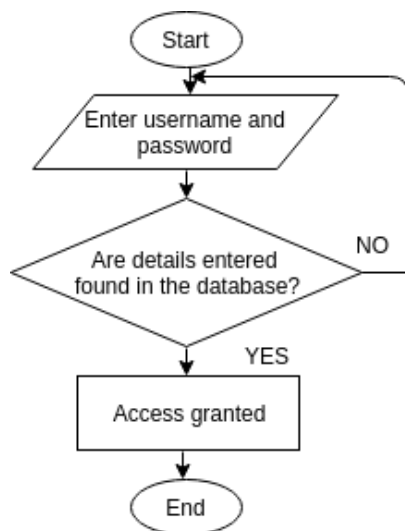 Start
Enter username and
password
Are details entered
found in the database?
NO
YES
Access granted
End